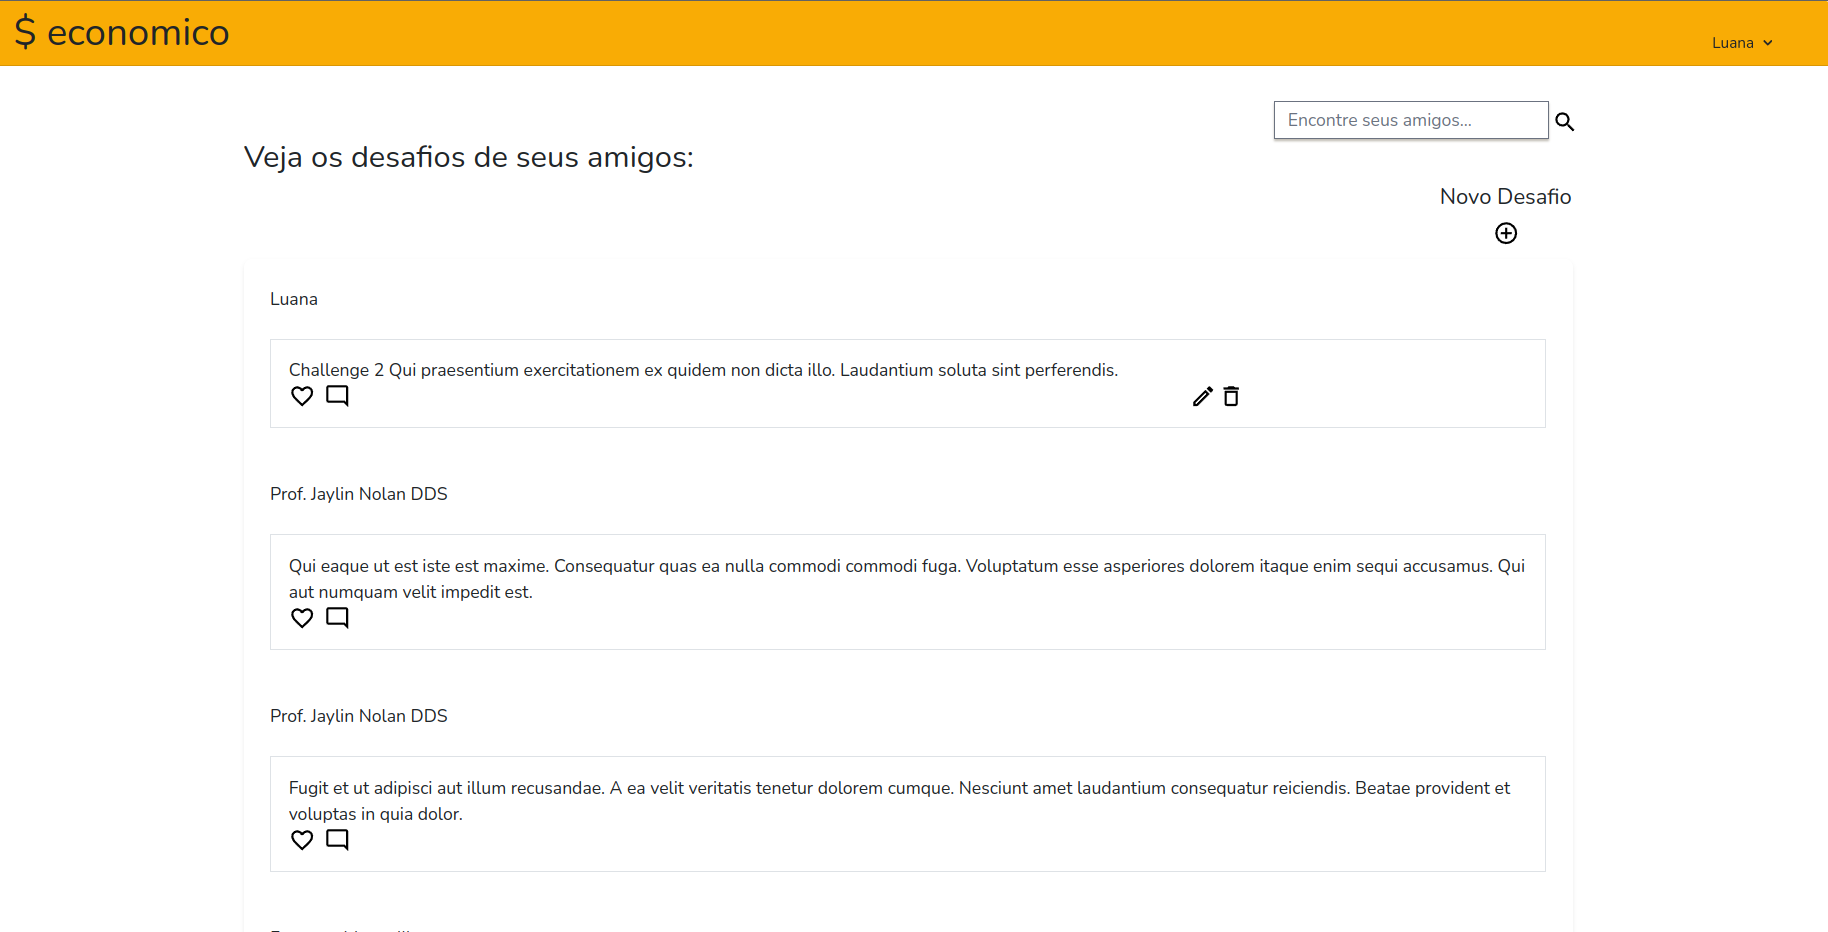 $ economico
Luana
Encontre seus amigos...
Veja os desafios de seus amigos:
Novo Desafio
Luana
Challenge 2 Qui praesentium exercitationem ex quidem non dicta illo. Laudantium soluta sint perferendis.
Prof. Jaylin Nolan DDS
Qui eaque ut est iste est maxime. Consequatur quas ea nulla commodi commodi fuga. Voluptatum esse asperiores dolorem itaque enim sequi accusamus. Qui
aut numquam velit impedit est.
Prof. Jaylin Nolan DDS
Fugit et ut adipisci aut illum recusandae. A ea velit veritatis tenetur dolorem cumque. Nesciunt amet laudantium consequatur reiciendis. Beatae provident et
voluptas in quia dolor.